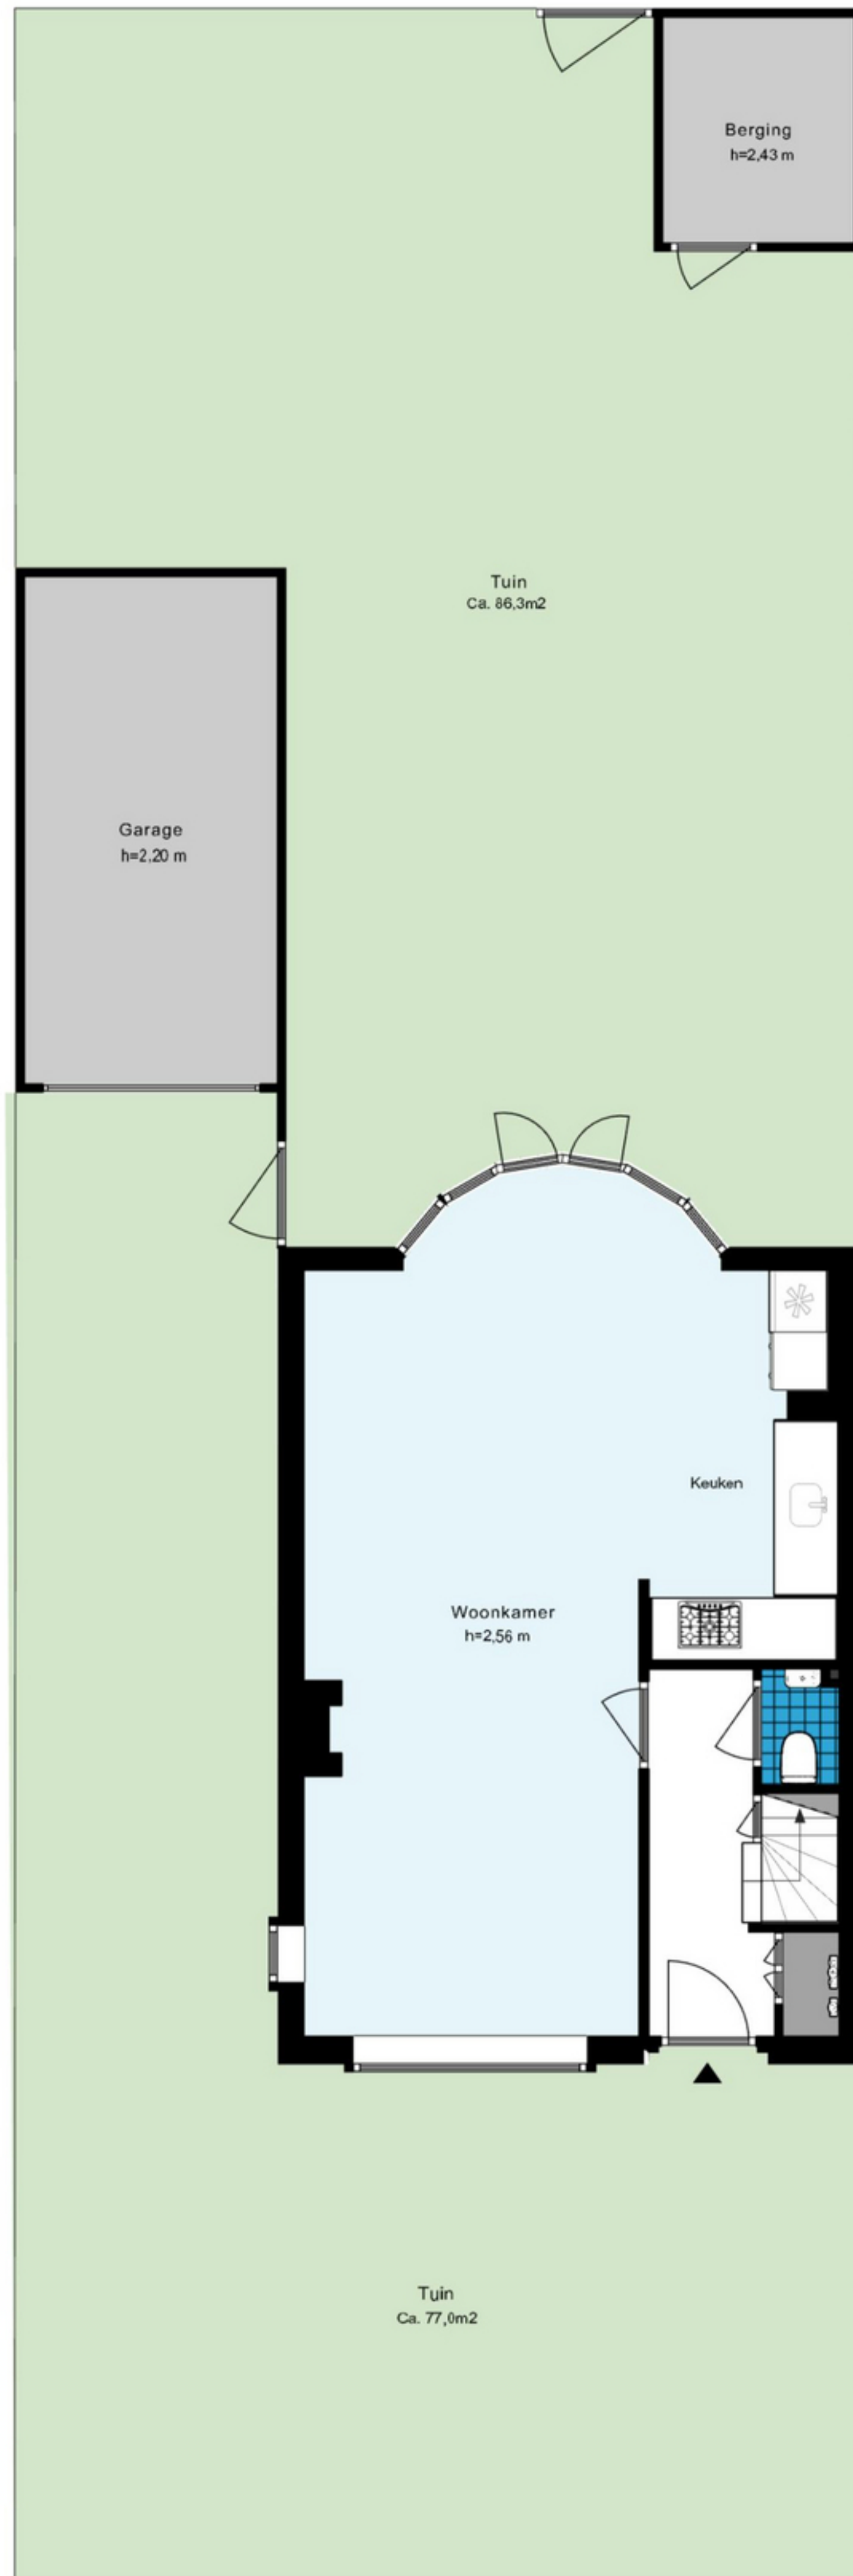 Berging
h=2,43 m
Tuin
Ca. 86,3m2
Garage
h=2,20 m
Keuken
Woonkamer
h=2,56 m
Tuin
Ca. 77,0m2